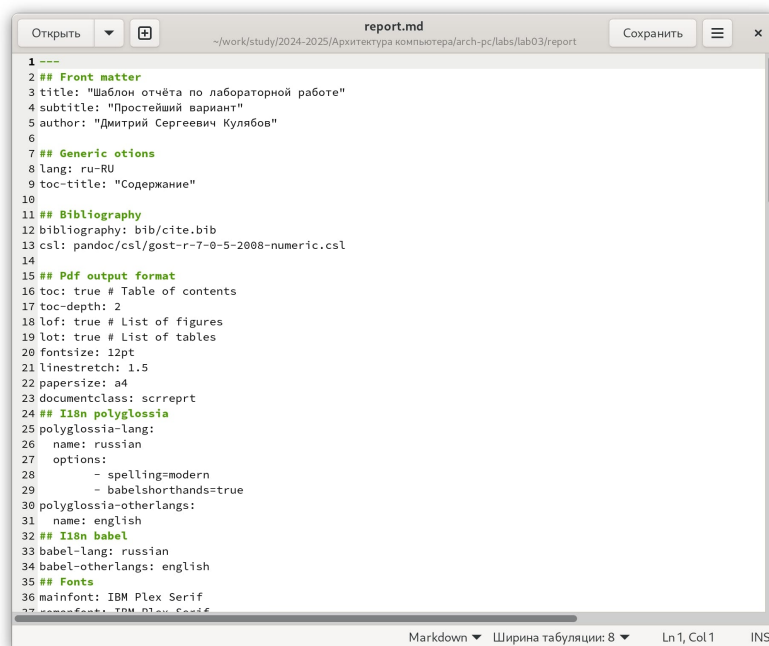 report.md
Открыть
~/work/study/2024-2025/Архитектура компьютера/arch-pc/labs/lab03/report
Сохранить
1 ---
2 ## Front matter
3 title: "Шаблон отчёта по лабораторной работе"
4 subtitle: "Простейший вариант"
5 author: "Дмитрий Сергеевич Кулябов"
6
7 ## Generic otions
8 lang: ru-RU
9 toc-title: "Содержание"
10
11 ## Bibliography
12 bibliography: bib/cite.bib
13 csl: pandoc/csl/gost-r-7-0-5-2008-numeric.csl
14
15 ## Pdf output format
16 toc: true # Table of contents
17 toc-depth: 2
18 lof: true # List of figures
19 lot: true # List of tables
20 fontsize: 12pt
21 linestretch: 1.5
22 papersize: a4
23 documentclass: scrreprt
24 ## I18n polyglossia
25 polyglossia-lang:
26   name: russian
27   options:
28         - spelling=modern
29         - babelshorthands=true
30 polyglossia-otherlangs:
31   name: english
32 ## I18n babel
33 babel-lang: russian
34 babel-otherlangs: english
35 ## Fonts
36 mainfont: IBM Plex Serif
37 romanfont: IBM Plex Serif
Markdown Ширина табуляции: 8 Ln 1, Col 1 INS